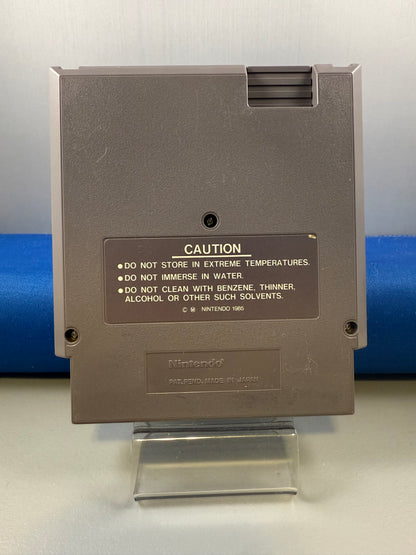 CAUTION
● DO NOT STORE IN EXTREME TEMPERATURES.
● DO NOT IMMERSE IN WATER.
● DO NOT CLEAN WITH BENZENE, THINNER,
ALCOHOL OR OTHER SUCH SOLVENTS.
© Ⓜ NINTENDO 1985
Nintendo
PAT.PEND. MADE IN JAPAN